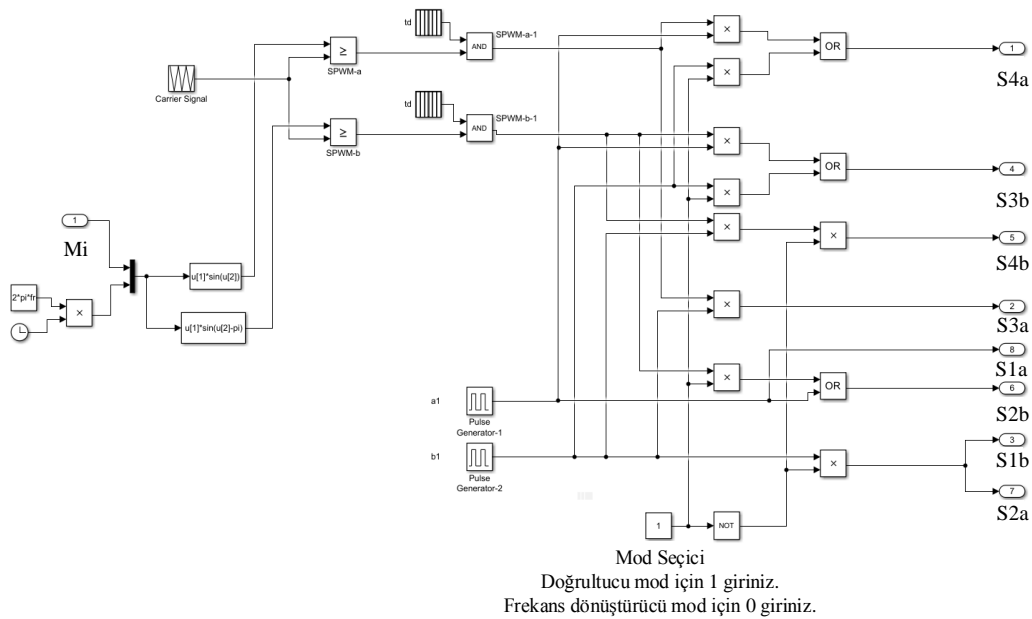 td
AND
SPWM-a-1
×
OR
1
S4a
≥
SPWM-a
Carrier Signal
×
td
AND
SPWM-b-1
≥
SPWM-b
×
OR
4
S3b
×
1
Mi
×
×
5
S4b
u[1]*sin(u[2])
2*pi*fr
×
u[1]*sin(u[2]-pi)
×
2
S3a
8
S1a
×
OR
6
S2b
a1
Pulse
Generator-1
b1
Pulse
Generator-2
×
3
S1b
7
S2a
1
NOT
Mod Seçici
Doğrultucu mod için 1 giriniz.
Frekans dönüştürücü mod için 0 giriniz.